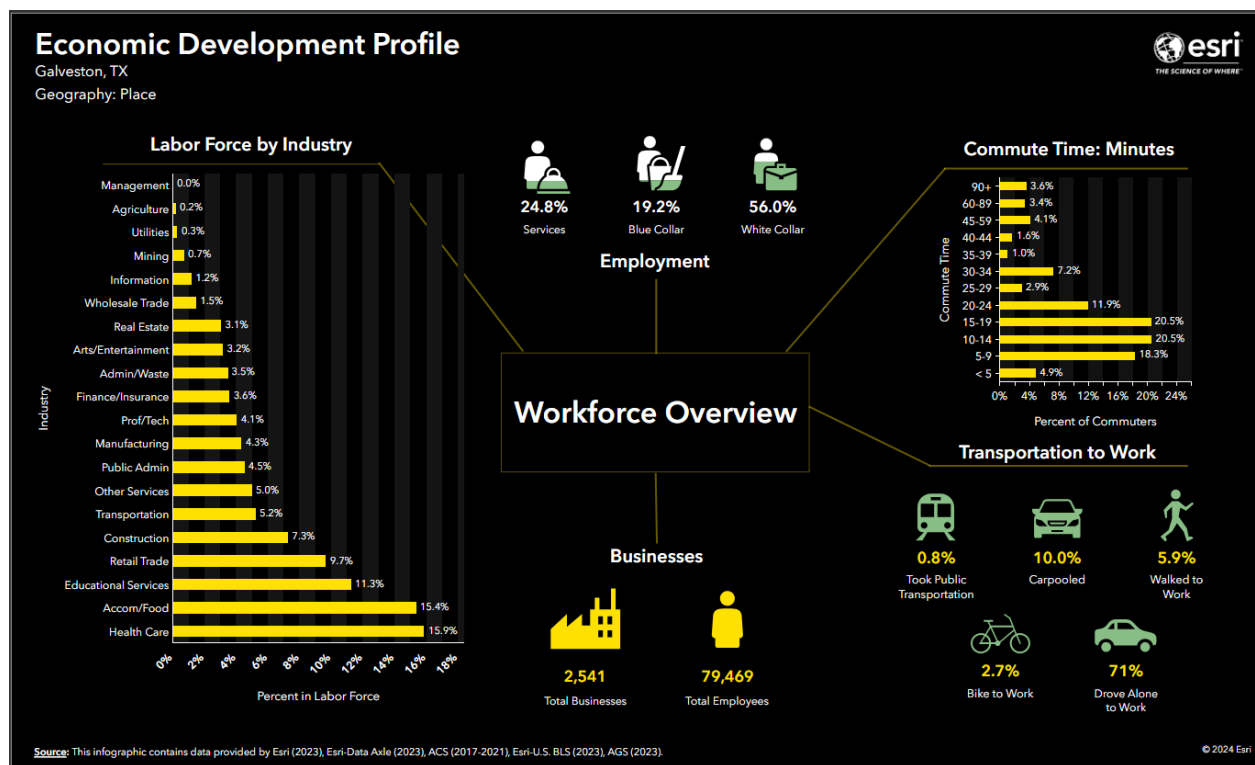 Economic Development Profile
Galveston, TX
Geography: Place
esri
THE SCIENCE OF WHERE™
Labor Force by Industry
Industry
Management 0.0%
Agriculture 0.2%
Utilities 0.3%
Mining 0.7%
Information 1.2%
Wholesale Trade 1.5%
Real Estate 3.1%
Arts/Entertainment 3.2%
Admin/Waste 3.5%
Finance/Insurance 3.6%
Prof/Tech 4.1%
Manufacturing 4.3%
Public Admin 4.5%
Other Services 5.0%
Transportation 5.2%
Construction 7.3%
Retail Trade 9.7%
Educational Services 11.3%
Accom/Food 15.4%
Health Care 15.9%
0% 2% 4% 6% 8% 10% 12% 14% 16% 18%
Percent in Labor Force
24.8% 19.2% 56.0%
Services Blue Collar White Collar
Employment
Workforce Overview
Businesses
2,541 79,469
Total Businesses Total Employees
Commute Time: Minutes
Commute Time
90+ 3.6%
60-89 3.4%
45-59 4.1%
40-44 1.6%
35-39 1.0%
30-34 7.2%
25-29 2.9%
20-24 11.9%
15-19 20.5%
10-14 20.5%
5-9 18.3%
< 5 4.9%
0% 4% 8% 12% 16% 20% 24%
Percent of Commuters
Transportation to Work
0.8% 10.0% 5.9%
Took Public Carpooled Walked to
Transportation Work
2.7% 71%
Bike to Work Drove Alone
to Work
Source: This infographic contains data provided by Esri (2023), Esri-Data Axle (2023), ACS (2017-2021), Esri-U.S. BLS (2023), AGS (2023).
© 2024 Esri